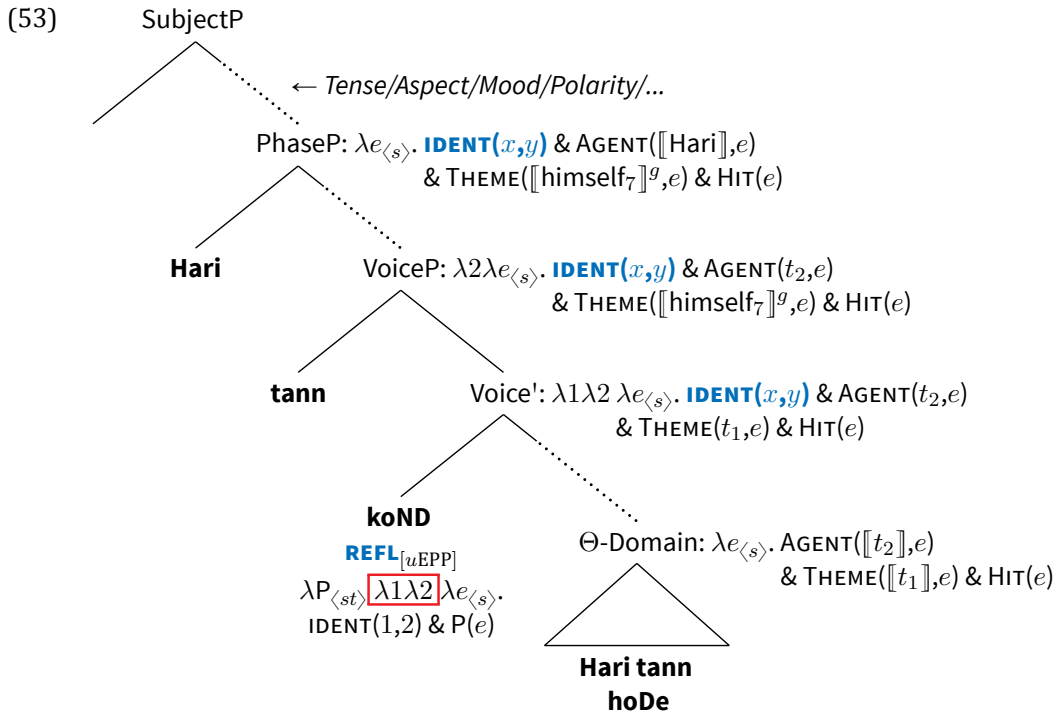 (53)
SubjectP
← Tense/Aspect/Mood/Polarity/...
PhaseP: λe⟨s⟩. IDENT(x,y) & AGENT(⟦Hari⟧,e)
& THEME(⟦himself₇⟧ᵍ,e) & HIT(e)
Hari
VoiceP: λ2λe⟨s⟩. IDENT(x,y) & AGENT(t₂,e)
& THEME(⟦himself₇⟧ᵍ,e) & HIT(e)
tann
Voice': λ1λ2 λe⟨s⟩. IDENT(x,y) & AGENT(t₂,e)
& THEME(t₁,e) & HIT(e)
koND
REFL[uEPP]
λP⟨st⟩ λ1λ2 λe⟨s⟩.
IDENT(1,2) & P(e)
Θ-Domain: λe⟨s⟩. AGENT(⟦t₂⟧,e)
& THEME(⟦t₁⟧,e) & HIT(e)
Hari tann
hoDe